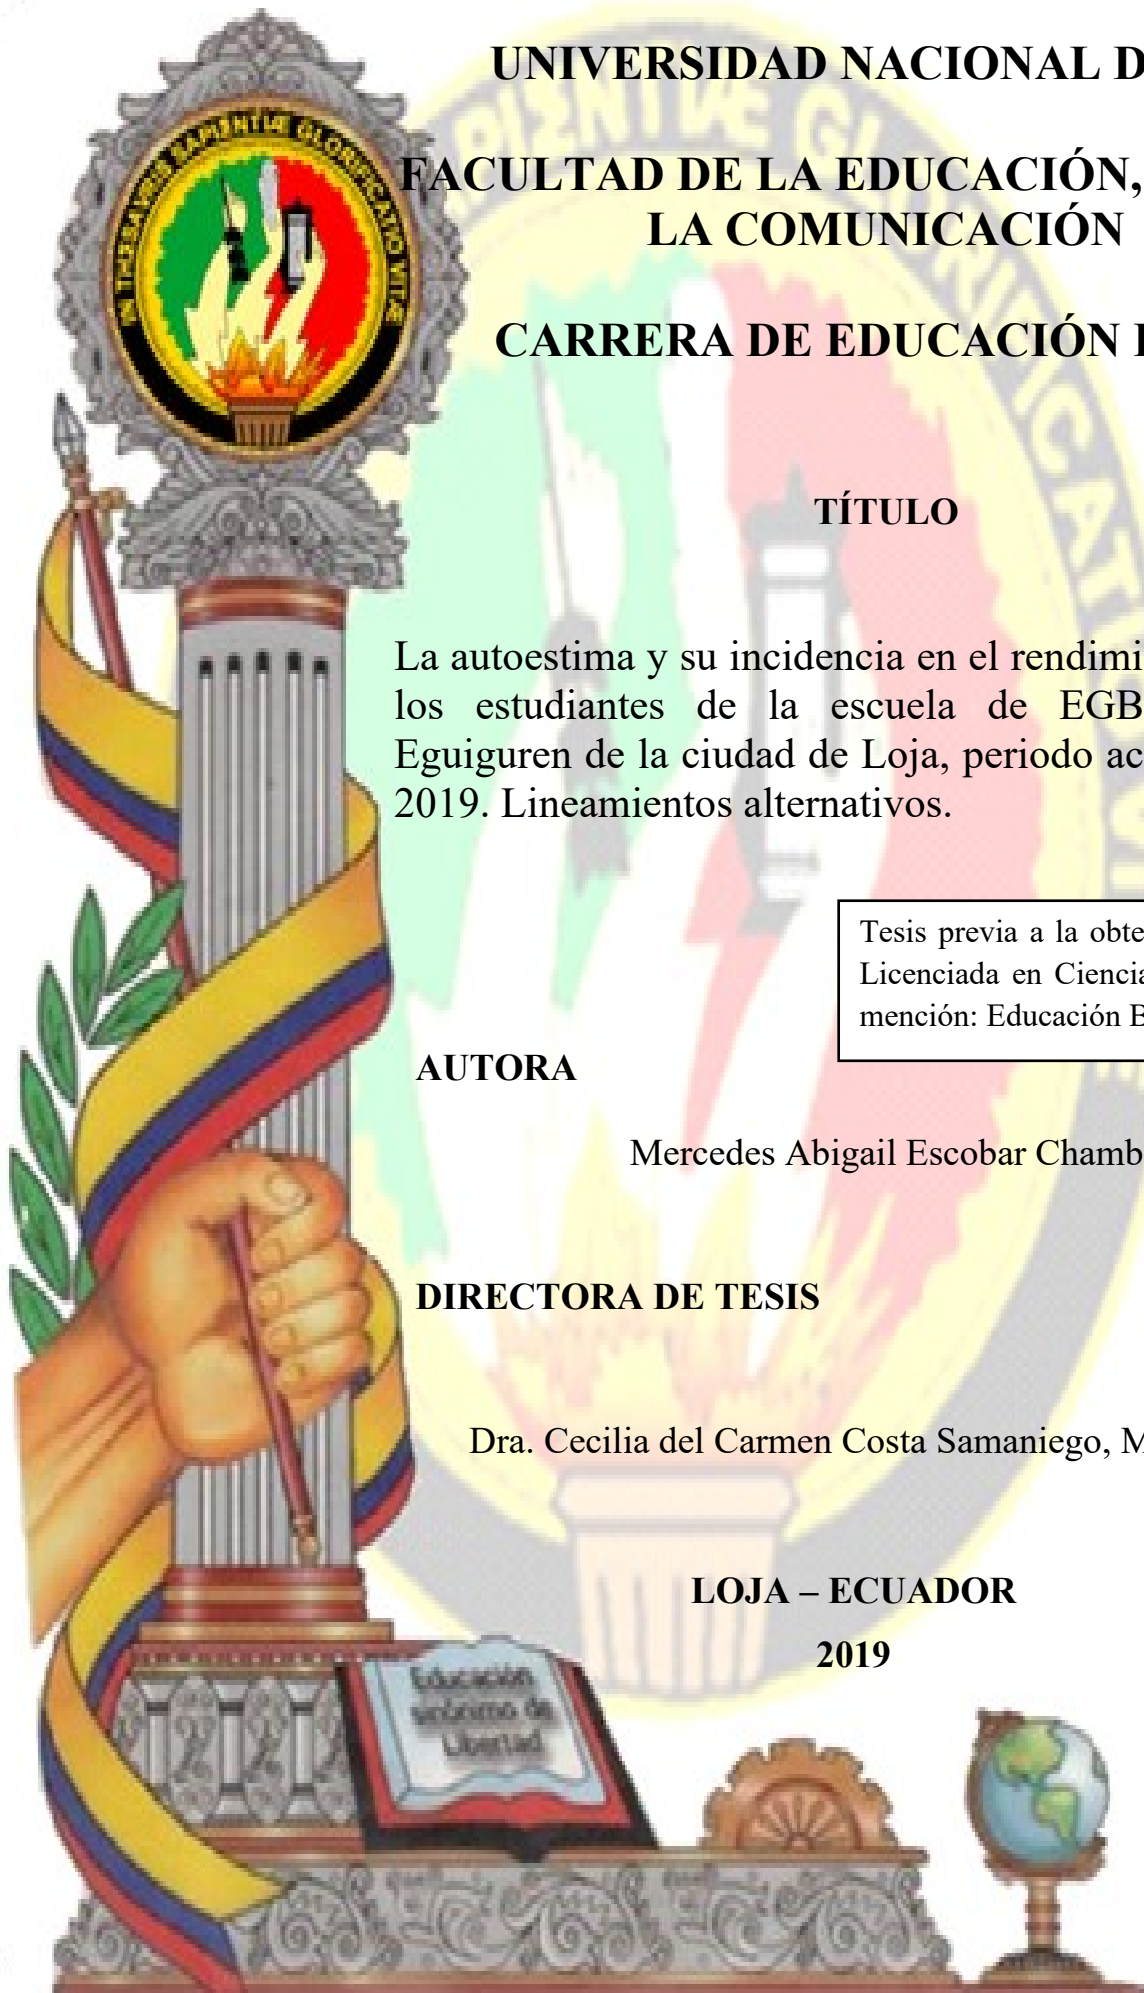 UNIVERSIDAD NACIONAL D
FACULTAD DE LA EDUCACIÓN,
LA COMUNICACIÓN
CARRERA DE EDUCACIÓN
TÍTULO
La autoestima y su incidencia en el rendimi
los estudiantes de la escuela de EGB
Eguiguren de la ciudad de Loja, periodo ac
2019. Lineamientos alternativos.
Tesis previa a la obte
Licenciada en Ciencia
mención: Educación B
AUTORA
Mercedes Abigail Escobar Chamb
DIRECTORA DE TESIS
Dra. Cecilia del Carmen Costa Samaniego, M
LOJA – ECUADOR
2019
Educación
sinónimo de
Libertad